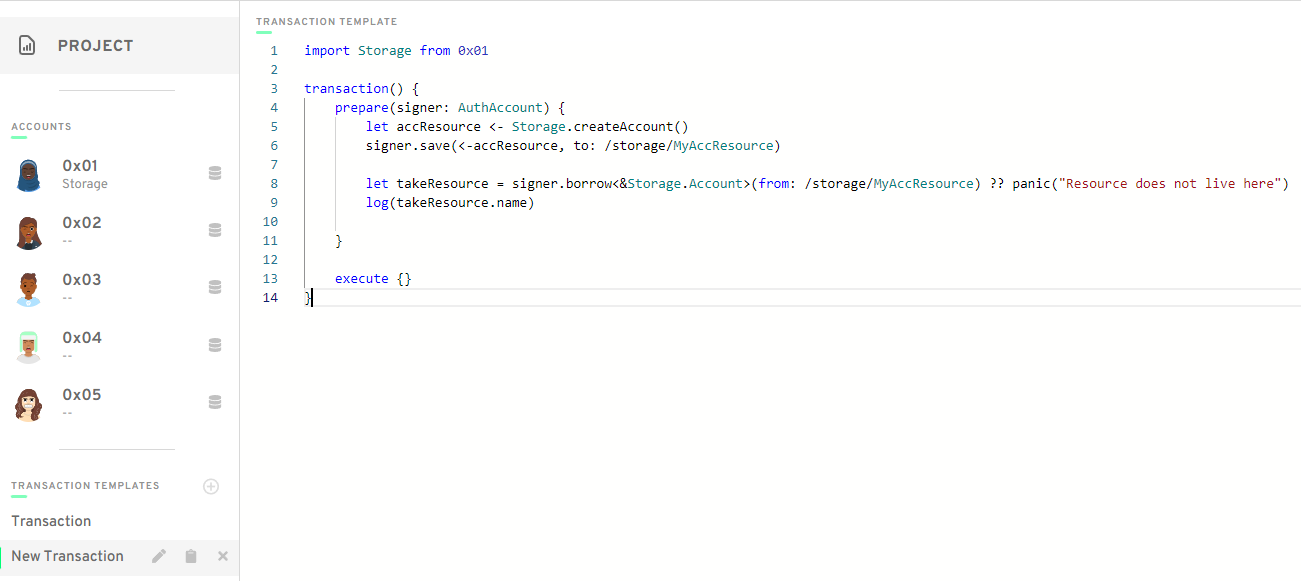 PROJECT
ACCOUNTS
0x01
Storage
0x02
--
0x03
--
0x04
--
0x05
--
TRANSACTION TEMPLATES
Transaction
New Transaction
TRANSACTION TEMPLATE
1 import Storage from 0x01
2
3 transaction() {
4 prepare(signer: AuthAccount) {
5 let accResource <- Storage.createAccount()
6 signer.save(<-accResource, to: /storage/MyAccResource)
7
8 let takeResource = signer.borrow<&Storage.Account>(from: /storage/MyAccResource) ?? panic("Resource does not live here")
9 log(takeResource.name)
10
11 }
12
13 execute {}
14 }